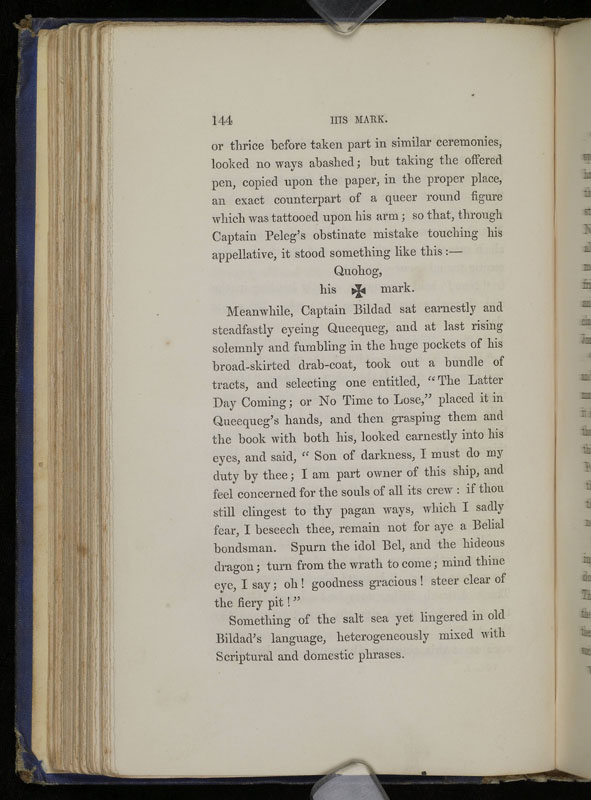 144 HIS MARK.
or thrice before taken part in similar ceremonies,
looked no ways abashed; but taking the offered
pen, copied upon the paper, in the proper place,
an exact counterpart of a queer round figure
which was tattooed upon his arm; so that, through
Captain Peleg's obstinate mistake touching his
appellative, it stood something like this:—
Quohog,
his ✠ mark.
Meanwhile, Captain Bildad sat earnestly and
steadfastly eyeing Queequeg, and at last rising
solemnly and fumbling in the huge pockets of his
broad-skirted drab-coat, took out a bundle of
tracts, and selecting one entitled, "The Latter
Day Coming; or No Time to Lose," placed it in
Queequeg's hands, and then grasping them and
the book with both his, looked earnestly into his
eyes, and said, "Son of darkness, I must do my
duty by thee; I am part owner of this ship, and
feel concerned for the souls of all its crew: if thou
still clingest to thy pagan ways, which I sadly
fear, I beseech thee, remain not for aye a Belial
bondsman. Spurn the idol Bel, and the hideous
dragon; turn from the wrath to come; mind thine
eye, I say; oh! goodness gracious! steer clear of
the fiery pit!"
Something of the salt sea yet lingered in old
Bildad's language, heterogeneously mixed with
Scriptural and domestic phrases.